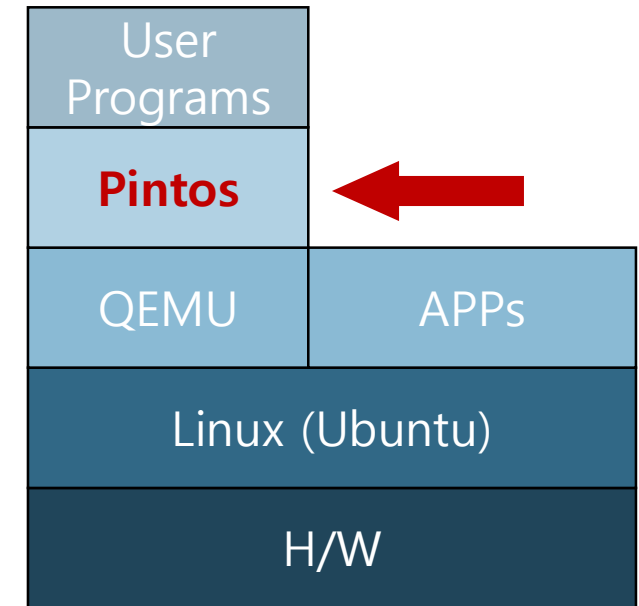 User
Programs
Pintos
QEMU
APPs
Linux (Ubuntu)
H/W